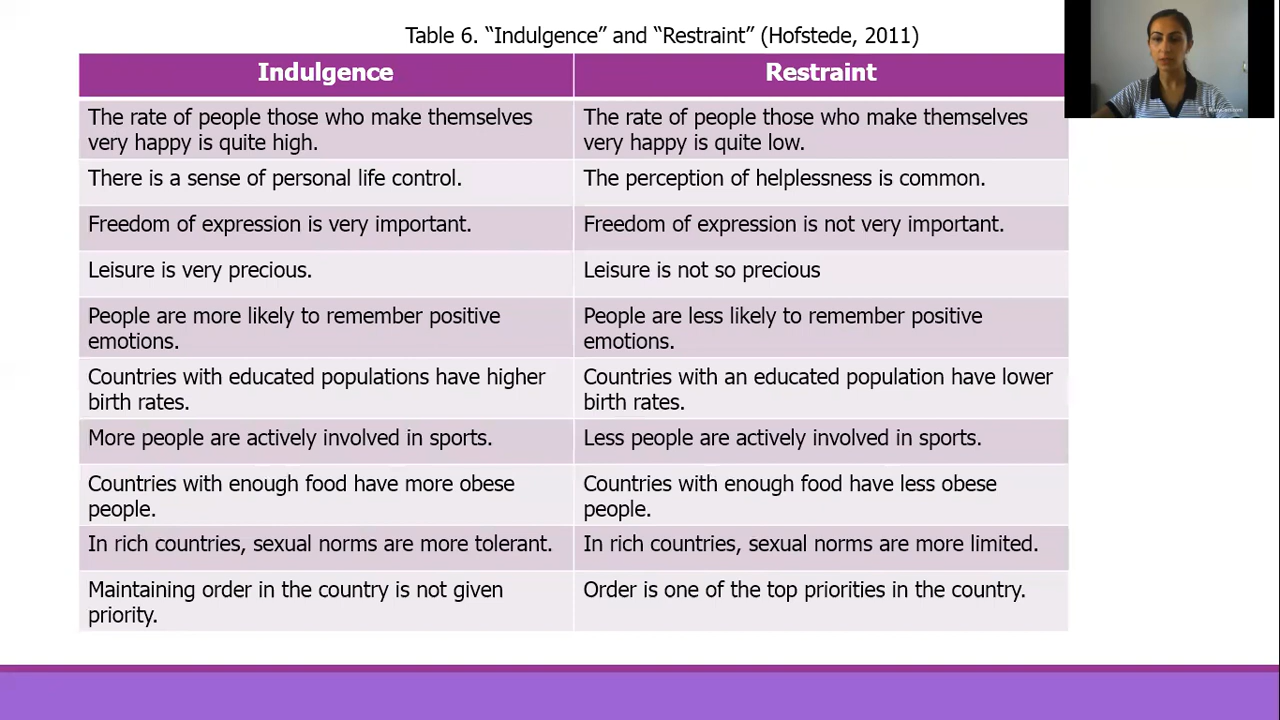 Table 6. “Indulgence” and “Restraint” (Hofstede, 2011)
Indulgence
Restraint
The rate of people those who make themselves
very happy is quite high.
The rate of people those who make themselves
very happy is quite low.
There is a sense of personal life control.
The perception of helplessness is common.
Freedom of expression is very important.
Freedom of expression is not very important.
Leisure is very precious.
Leisure is not so precious
People are more likely to remember positive
emotions.
People are less likely to remember positive
emotions.
Countries with educated populations have higher
birth rates.
Countries with an educated population have lower
birth rates.
More people are actively involved in sports.
Less people are actively involved in sports.
Countries with enough food have more obese
people.
Countries with enough food have less obese
people.
In rich countries, sexual norms are more tolerant.
In rich countries, sexual norms are more limited.
Maintaining order in the country is not given
priority.
Order is one of the top priorities in the country.